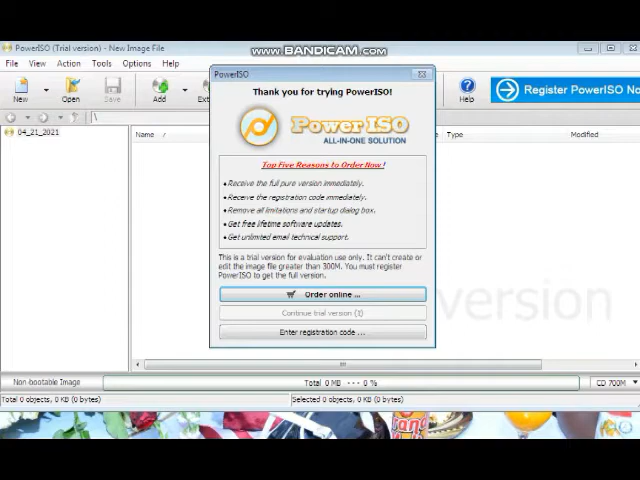 www.BANDICAM.com
PowerISO (Trial version) - New Image File
File View Action Tools Options Help
New Open Save Add Help Register PowerISO No
\
04_21_2021
Name / Type Modified
PowerISO
Thank you for trying PowerISO!
Power ISO
ALL-IN-ONE SOLUTION
Top Five Reasons to Order Now !
•Receive the full pure version immediately.
•Receive the registration code immediately.
•Remove all limitations and startup dialog box.
•Get free lifetime software updates.
•Get unlimited email technical support.
This is a trial version for evaluation use only. It can't create or
edit the image file greater than 300M. You must register
PowerISO to get the full version.
Order online ...
Continue trial version (1)
Enter registration code ...
version
Non-bootable Image Total 0 MB --- 0 % CD 700M
Total 0 objects, 0 KB (0 bytes) Selected 0 objects, 0 KB (0 bytes)